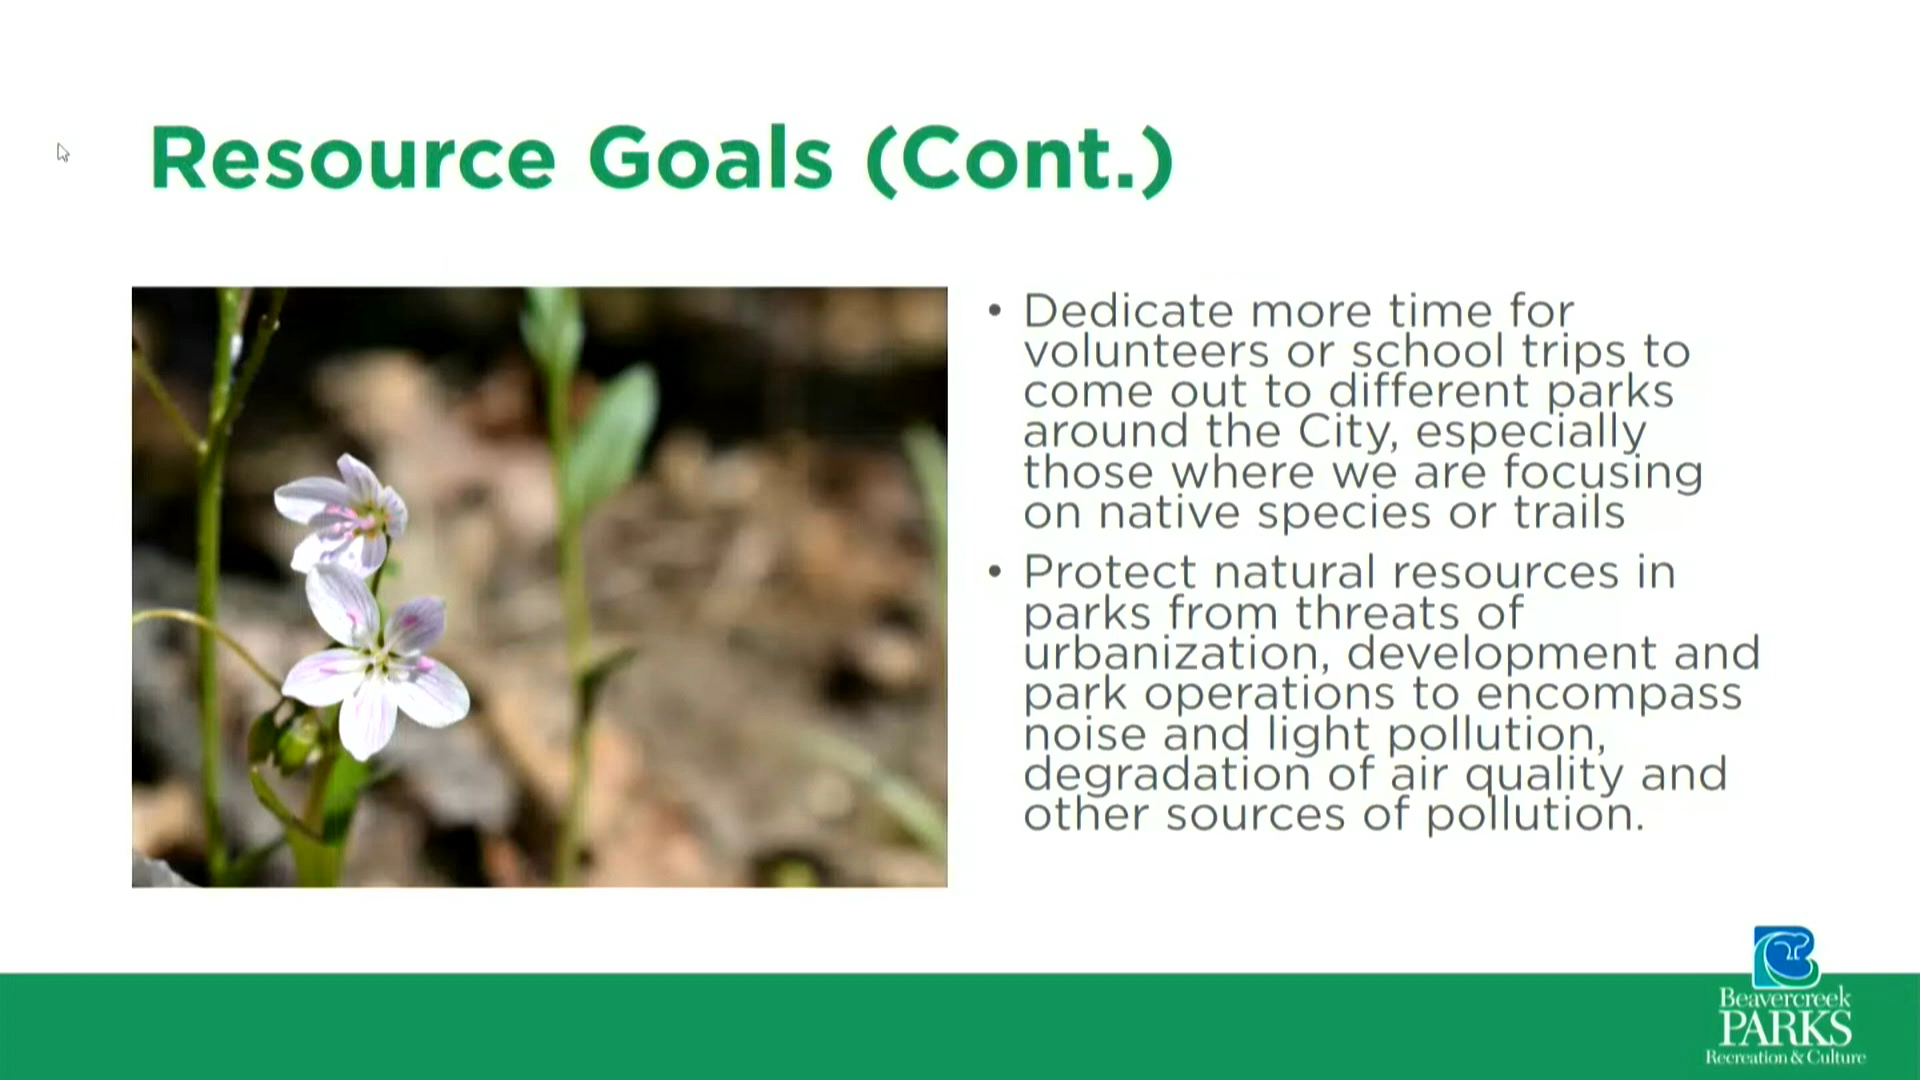 Resource Goals (Cont.)
• Dedicate more time for
volunteers or school trips to
come out to different parks
around the City, especially
those where we are focusing
on native species or trails
• Protect natural resources in
parks from threats of
urbanization, development and
park operations to encompass
noise and light pollution,
degradation of air quality and
other sources of pollution.
Beavercreek
PARKS
Recreation & Culture